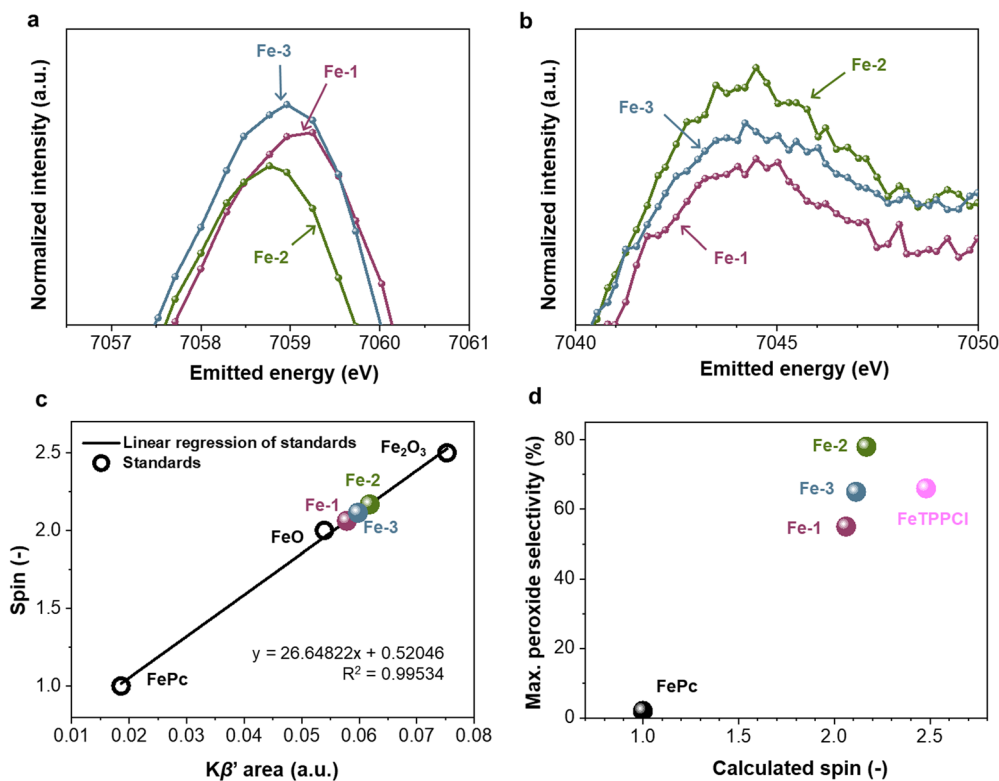 a
Normalized intensity (a.u.)
Fe-3
Fe-1
Fe-2
7057
7058
7059
7060
7061
Emitted energy (eV)
b
Normalized intensity (a.u.)
Fe-2
Fe-3
Fe-1
7040
7045
7050
Emitted energy (eV)
c
Spin (-)
2.5
2.0
1.5
1.0
Linear regression of standards
Standards
Fe₂O₃
Fe-2
Fe-1
Fe-3
FeO
FePc
y = 26.64822x + 0.52046
R² = 0.99534
0.01
0.02
0.03
0.04
0.05
0.06
0.07
0.08
Kβ’ area (a.u.)
d
Max. peroxide selectivity (%)
80
60
40
20
0
Fe-2
Fe-3
FeTPPCl
Fe-1
FePc
1.0
1.5
2.0
2.5
Calculated spin (-)